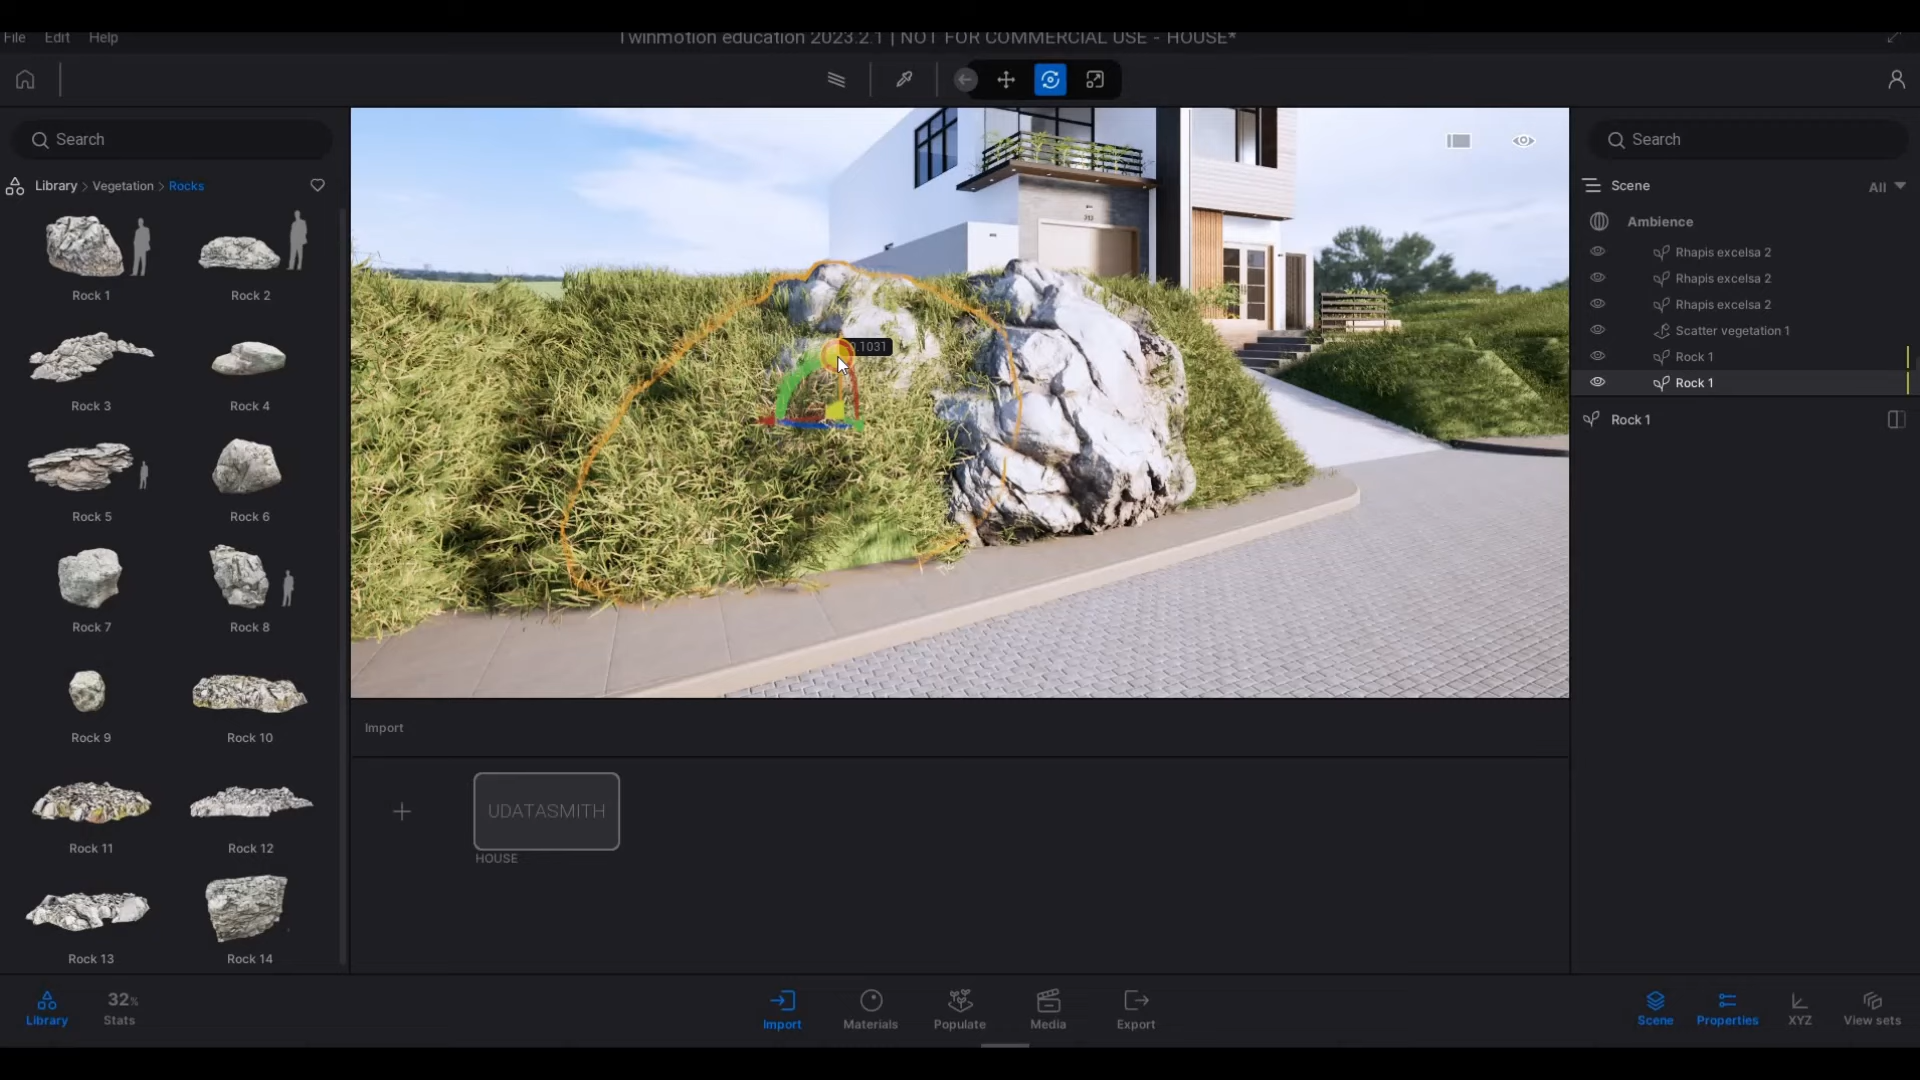 Twinmotion education 2023.2.1 | NOT FOR COMMERCIAL USE - HOUSE*
File Edit Help
Search
Library > Vegetation > Rocks
Rock 1
Rock 2
Rock 3
Rock 4
Rock 5
Rock 6
Rock 7
Rock 8
Rock 9
Rock 10
Rock 11
Rock 12
Rock 13
Rock 14
Library
32%
Stats
.1031
Import
UDATASMITH
HOUSE
Import
Materials
Populate
Media
Export
Search
Scene
All
Ambience
Rhapis excelsa 2
Rhapis excelsa 2
Rhapis excelsa 2
Scatter vegetation 1
Rock 1
Rock 1
Rock 1
Scene
Properties
XYZ
View sets